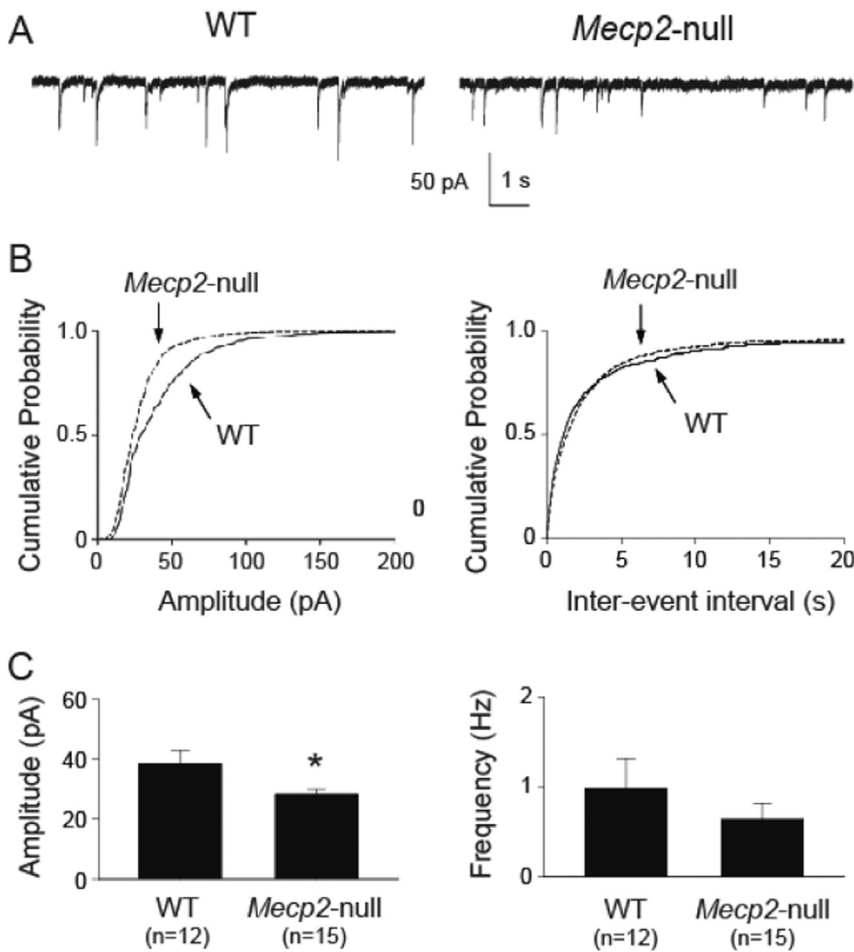 A
WT
Mecp2-null
50 pA
1 s
B
Mecp2-null
WT
Cumulative Probability
1.0
0.5
0
0
50
100
150
200
Amplitude (pA)
0
Mecp2-null
WT
Cumulative Probability
1.0
0.5
0
0
5
10
15
20
Inter-event interval (s)
C
Amplitude (pA)
60
40
20
0
*
WT
(n=12)
Mecp2-null
(n=15)
Frequency (Hz)
2
1
0
WT
(n=12)
Mecp2-null
(n=15)